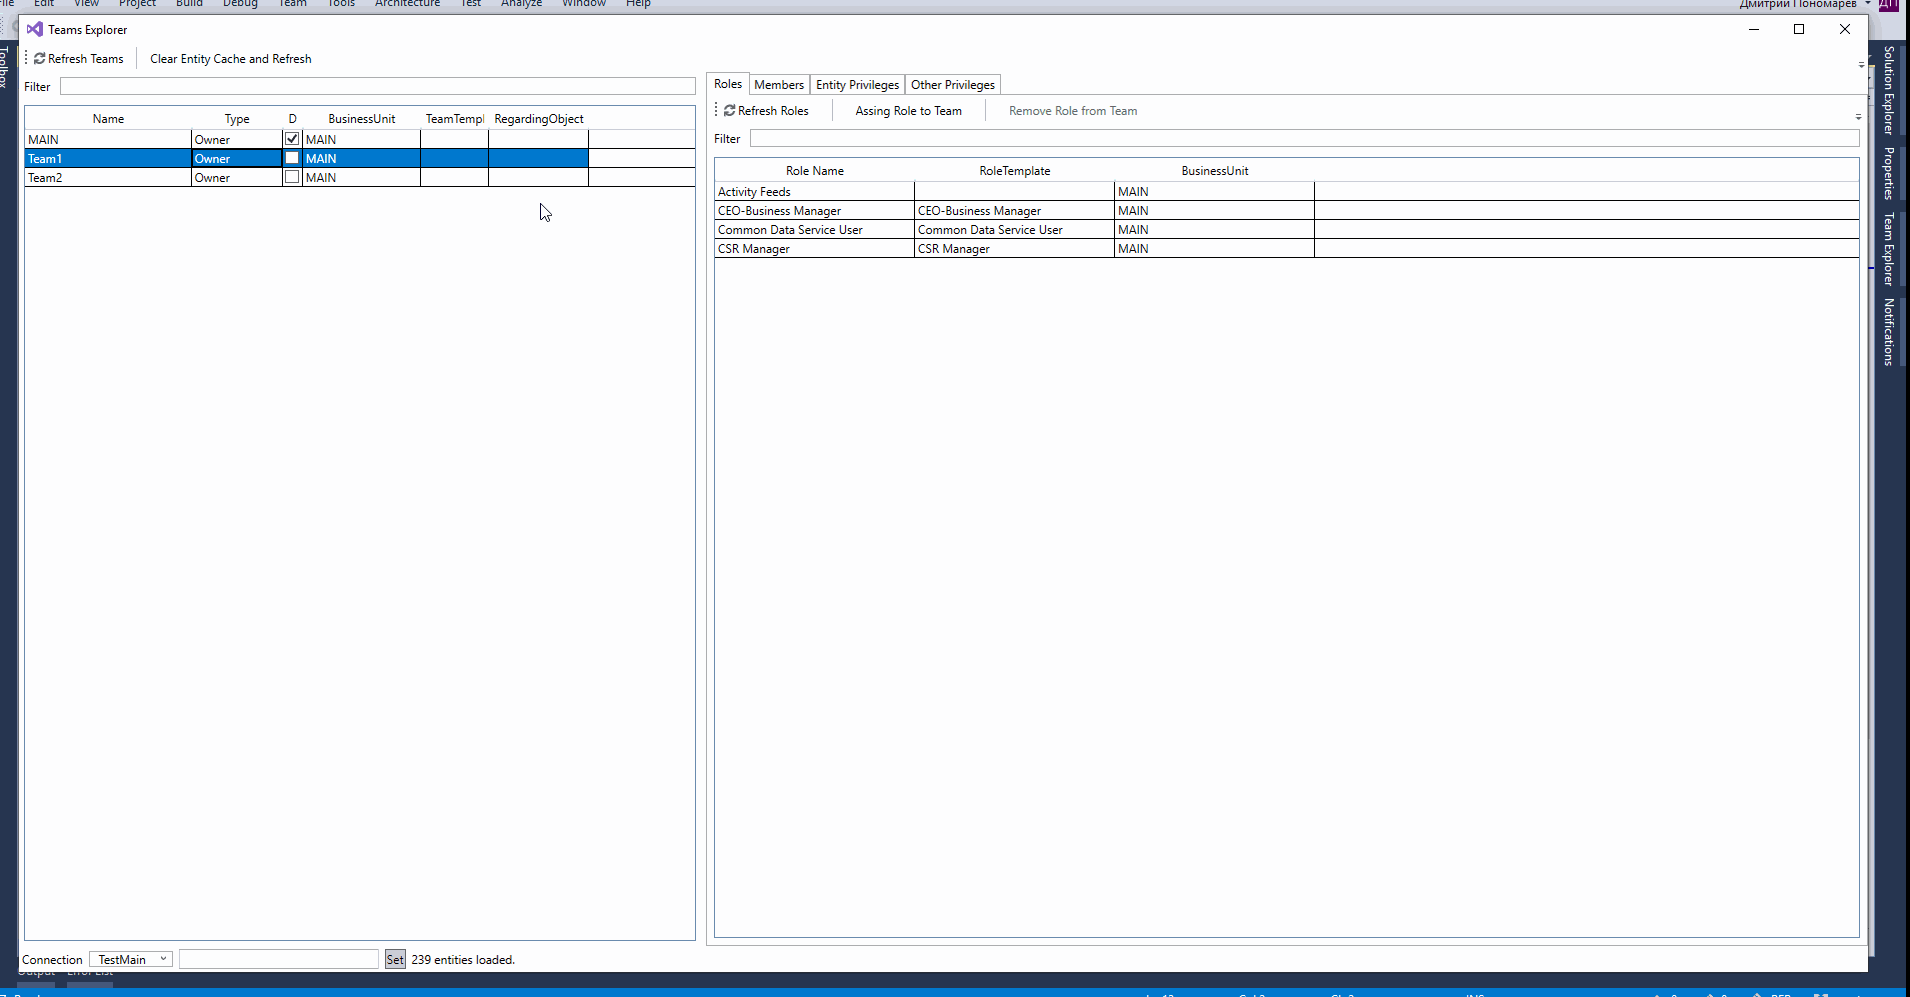 File Edit View Project Build Debug Team Tools Architecture Test Analyze Window Help Дмитрий Пономарев ДП
Teams Explorer
Refresh Teams Clear Entity Cache and Refresh
Filter
Name Type D BusinessUnit TeamTempl RegardingObject
MAIN Owner MAIN
Team1 Owner MAIN
Team2 Owner MAIN
Roles Members Entity Privileges Other Privileges
Refresh Roles Assing Role to Team Remove Role from Team
Filter
Role Name RoleTemplate BusinessUnit
Activity Feeds MAIN
CEO-Business Manager CEO-Business Manager MAIN
Common Data Service User Common Data Service User MAIN
CSR Manager CSR Manager MAIN
Connection TestMain Set 239 entities loaded.
Toolbox
Solution Explorer
Properties
Team Explorer
Notifications
Output Error List